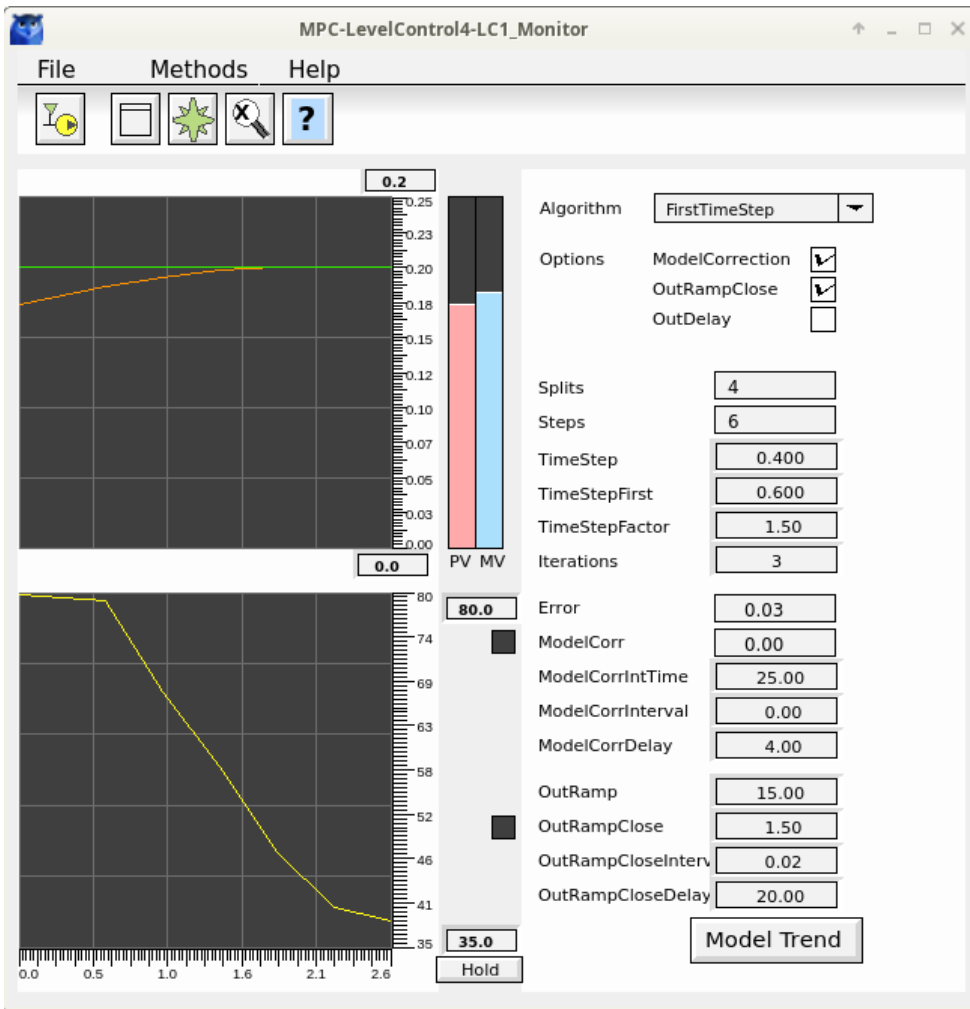 MPC-LevelControl4-LC1_Monitor
File Methods Help
X ?
0.2
0.25
0.23
0.20
0.18
0.15
0.12
0.10
0.07
0.05
0.03
0.00
0.0
PV MV
80
74
69
63
58
52
46
41
35
0.0 0.5 1.0 1.6 2.1 2.6
80.0
35.0
Hold
Algorithm FirstTimeStep
Options ModelCorrection
OutRampClose
OutDelay
Splits 4
Steps 6
TimeStep 0.400
TimeStepFirst 0.600
TimeStepFactor 1.50
Iterations 3
Error 0.03
ModelCorr 0.00
ModelCorrIntTime 25.00
ModelCorrInterval 0.00
ModelCorrDelay 4.00
OutRamp 15.00
OutRampClose 1.50
OutRampCloseInterv 0.02
OutRampCloseDelay 20.00
Model Trend